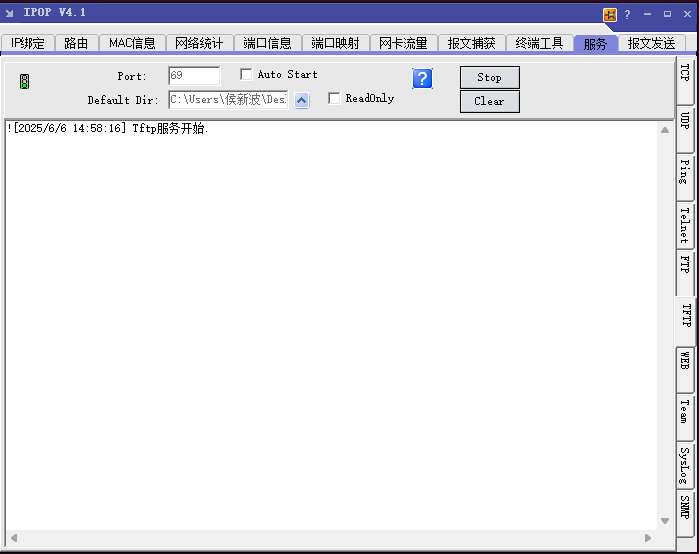 IPOP V4.1
?
IP绑定 路由 MAC信息 网络统计 端口信息 端口映射 网卡流量 报文捕获 终端工具 服务 报文发送
Port: 69 Auto Start ? Stop
Default Dir: C:\Users\侯新波\Des. ReadOnly Clear
![2025/6/6 14:58:16] Tftp服务开始.
TCP
UDP
Ping
Telnet
FTP
TFTP
WEB
Team
SysLog
SNMP